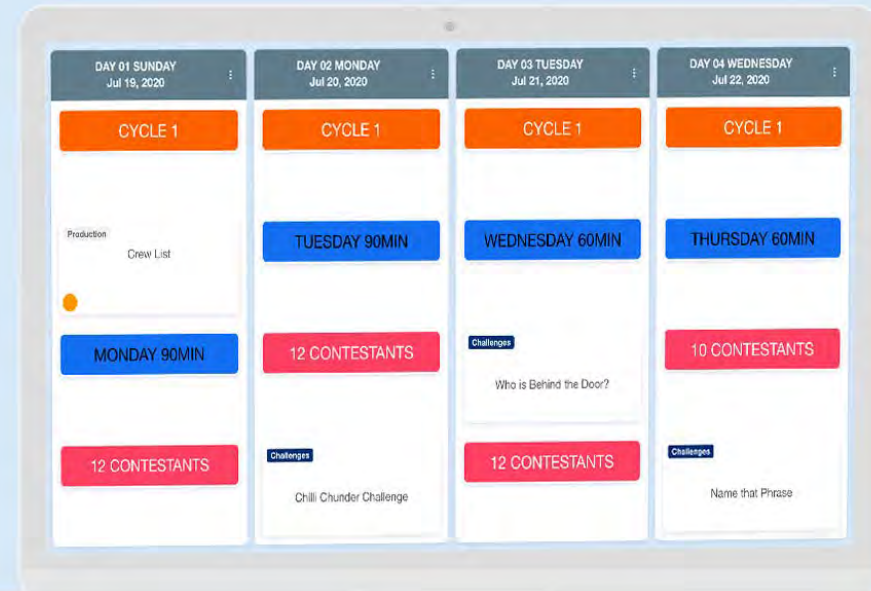 DAY 01 SUNDAY
Jul 19, 2020
CYCLE 1
Production
Crew List
MONDAY 90MIN
12 CONTESTANTS
DAY 02 MONDAY
Jul 20, 2020
CYCLE 1
TUESDAY 90MIN
12 CONTESTANTS
Challenges
Chilli Chunder Challenge
DAY 03 TUESDAY
Jul 21, 2020
CYCLE 1
WEDNESDAY 60MIN
Challenges
Who is Behind the Door?
12 CONTESTANTS
DAY 04 WEDNESDAY
Jul 22, 2020
CYCLE 1
THURSDAY 60MIN
10 CONTESTANTS
Challenges
Name that Phrase